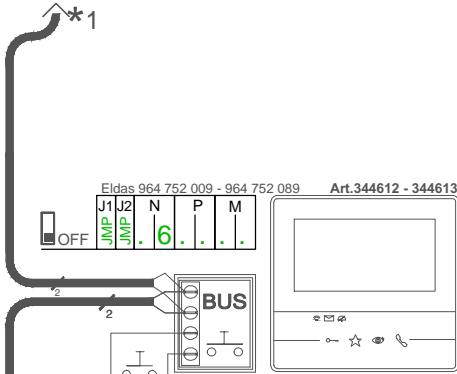 *1
Eldas 964 752 009 - 964 752 089 Art.344612 - 344613
J1 J2 N P M
OFF JMP JMP . 6 . . . .
BUS
2
2